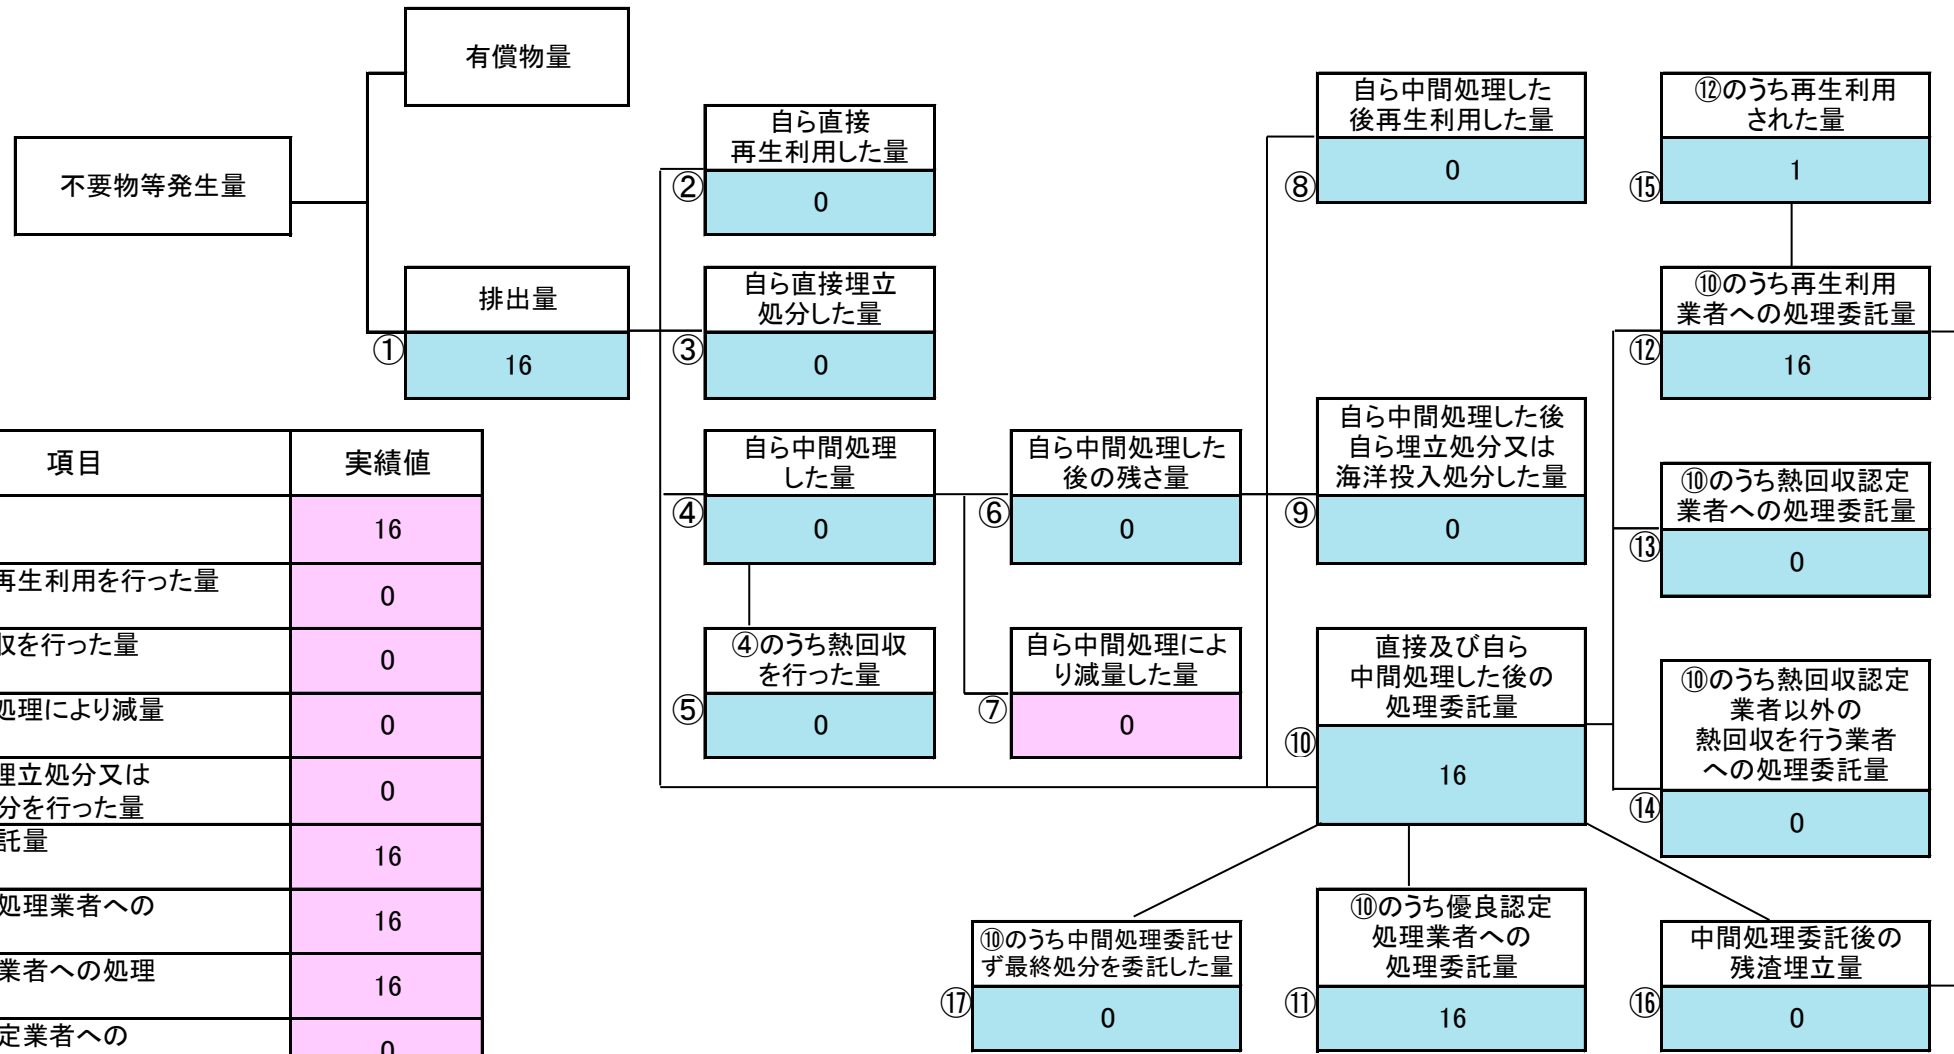 有償物量
不要物等発生量
排出量
①
16
自ら直接
再生利用した量
②
0
自ら直接埋立
処分した量
③
0
自ら中間処理
した量
④
0
④のうち熱回収
を行った量
⑤
0
自ら中間処理した
後の残さ量
⑥
0
自ら中間処理によ
り減量した量
⑦
0
自ら中間処理した
後再生利用した量
⑧
0
自ら中間処理した後
自ら埋立処分又は
海洋投入処分した量
⑨
0
直接及び自ら
中間処理した後の
処理委託量
⑩
16
⑫のうち再生利用
された量
⑮
1
⑩のうち再生利用
業者への処理委託量
⑫
16
⑩のうち熱回収認定
業者への処理委託量
⑬
0
⑩のうち熱回収認定
業者以外の
熱回収を行う業者
への処理委託量
⑭
0
⑩のうち中間処理委託せ
ず最終処分を委託した量
⑰
0
⑩のうち優良認定
処理業者への
処理委託量
⑪
16
中間処理委託後の
残渣埋立量
⑯
0
項目 実績値
16
再生利用を行った量
0
収を行った量
0
処理により減量
0
埋立処分又は
分を行った量
0
託量
16
処理業者への
16
業者への処理
16
定業者への
0